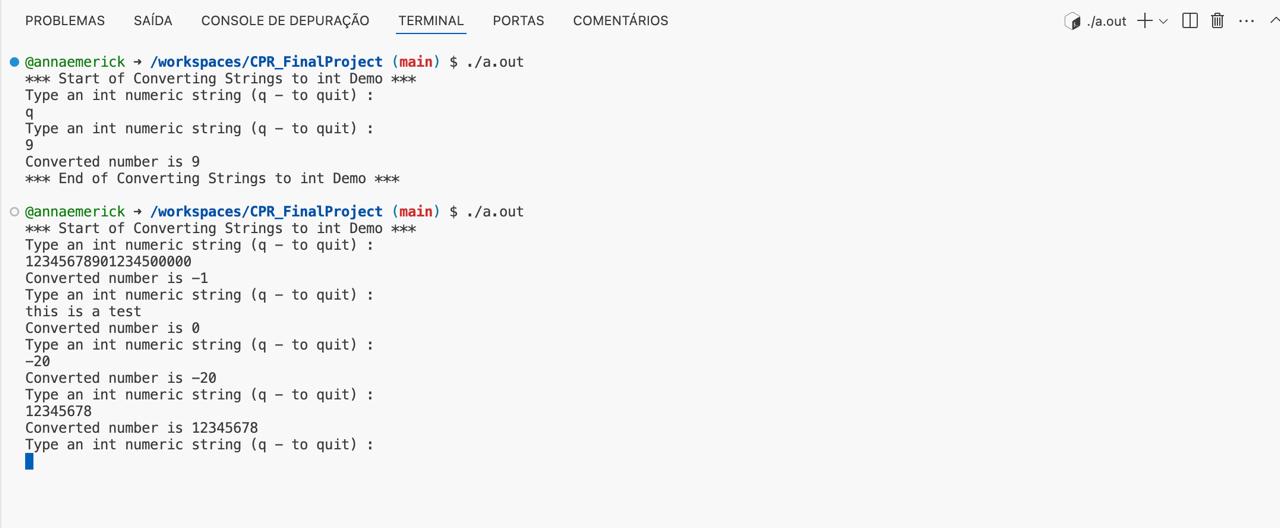 PROBLEMAS SAÍDA CONSOLE DE DEPURAÇÃO TERMINAL PORTAS COMENTÁRIOS ./a.out
@annaemerick → /workspaces/CPR_FinalProject (main) $ ./a.out
*** Start of Converting Strings to int Demo ***
Type an int numeric string (q - to quit) :
q
Type an int numeric string (q - to quit) :
9
Converted number is 9
*** End of Converting Strings to int Demo ***
@annaemerick → /workspaces/CPR_FinalProject (main) $ ./a.out
*** Start of Converting Strings to int Demo ***
Type an int numeric string (q - to quit) :
12345678901234500000
Converted number is -1
Type an int numeric string (q - to quit) :
this is a test
Converted number is 0
Type an int numeric string (q - to quit) :
-20
Converted number is -20
Type an int numeric string (q - to quit) :
12345678
Converted number is 12345678
Type an int numeric string (q - to quit) :